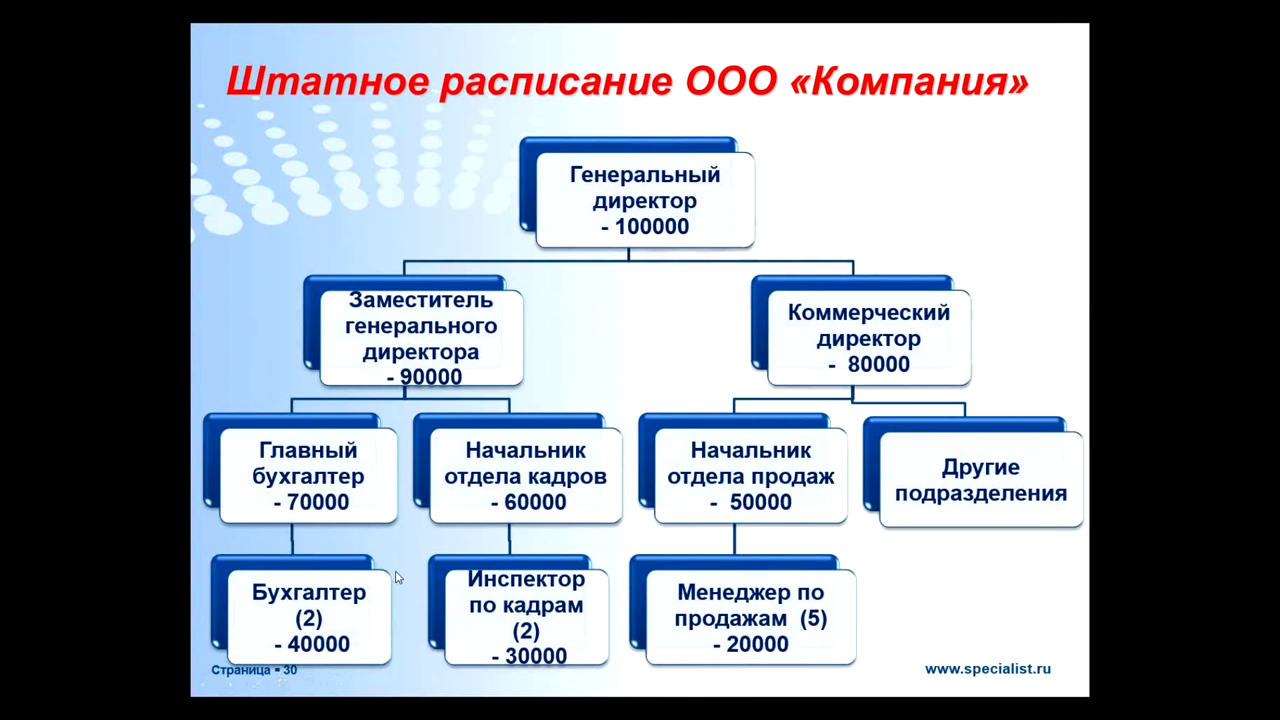 Штатное расписание ООО «Компания»
Генеральный
директор
- 100000
Заместитель
генерального
директора
- 90000
Коммерческий
директор
- 80000
Главный
бухгалтер
- 70000
Начальник
отдела кадров
- 60000
Начальник
отдела продаж
- 50000
Другие
подразделения
Бухгалтер
(2)
- 40000
Инспектор
по кадрам
(2)
- 30000
Менеджер по
продажам (5)
- 20000
Страница ▪ 30
www.specialist.ru